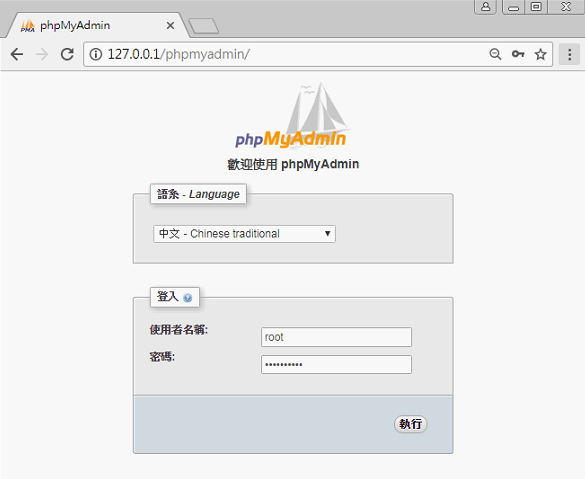 PMA
phpMyAdmin
127.0.0.1/phpmyadmin/
phpMyAdmin
歡迎使用 phpMyAdmin
語系 - Language
中文 - Chinese traditional
登入
使用者名稱:
root
密碼:
••••••••••
執行